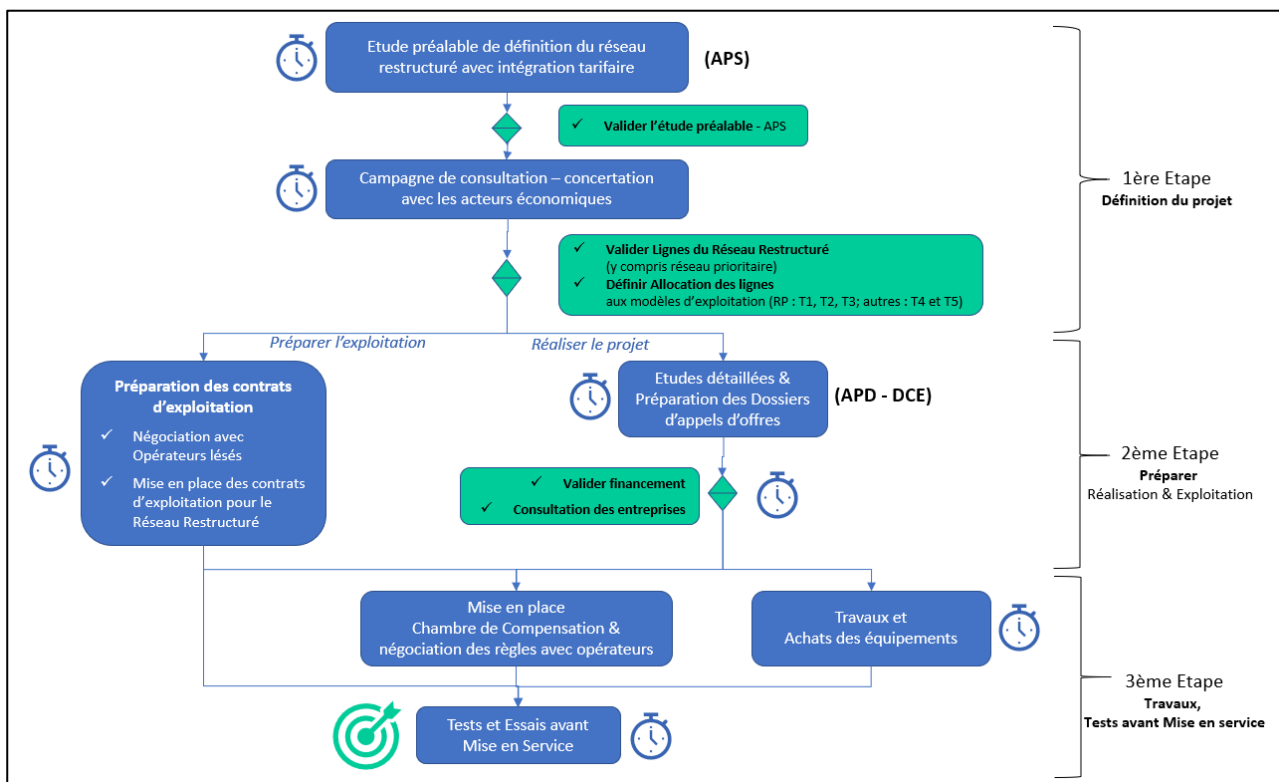 Etude préalable de définition du réseau
restructuré avec intégration tarifaire
(APS)
✓ Valider l'étude préalable - APS
Campagne de consultation – concertation
avec les acteurs économiques
1ère Etape
Définition du projet
✓ Valider Lignes du Réseau Restructuré
(y compris réseau prioritaire)
✓ Définir Allocation des lignes
aux modèles d'exploitation (RP : T1, T2, T3; autres : T4 et T5)
Préparer l'exploitation
Réaliser le projet
Préparation des contrats
d'exploitation
✓ Négociation avec
Opérateurs lésés
✓ Mise en place des contrats
d'exploitation pour le
Réseau Restructuré
Etudes détaillées &
Préparation des Dossiers
d'appels d'offres
(APD - DCE)
✓ Valider financement
✓ Consultation des entreprises
2ème Etape
Préparer
Réalisation & Exploitation
Mise en place
Chambre de Compensation &
négociation des règles avec opérateurs
Travaux et
Achats des équipements
Tests et Essais avant
Mise en Service
3ème Etape
Travaux,
Tests avant Mise en service